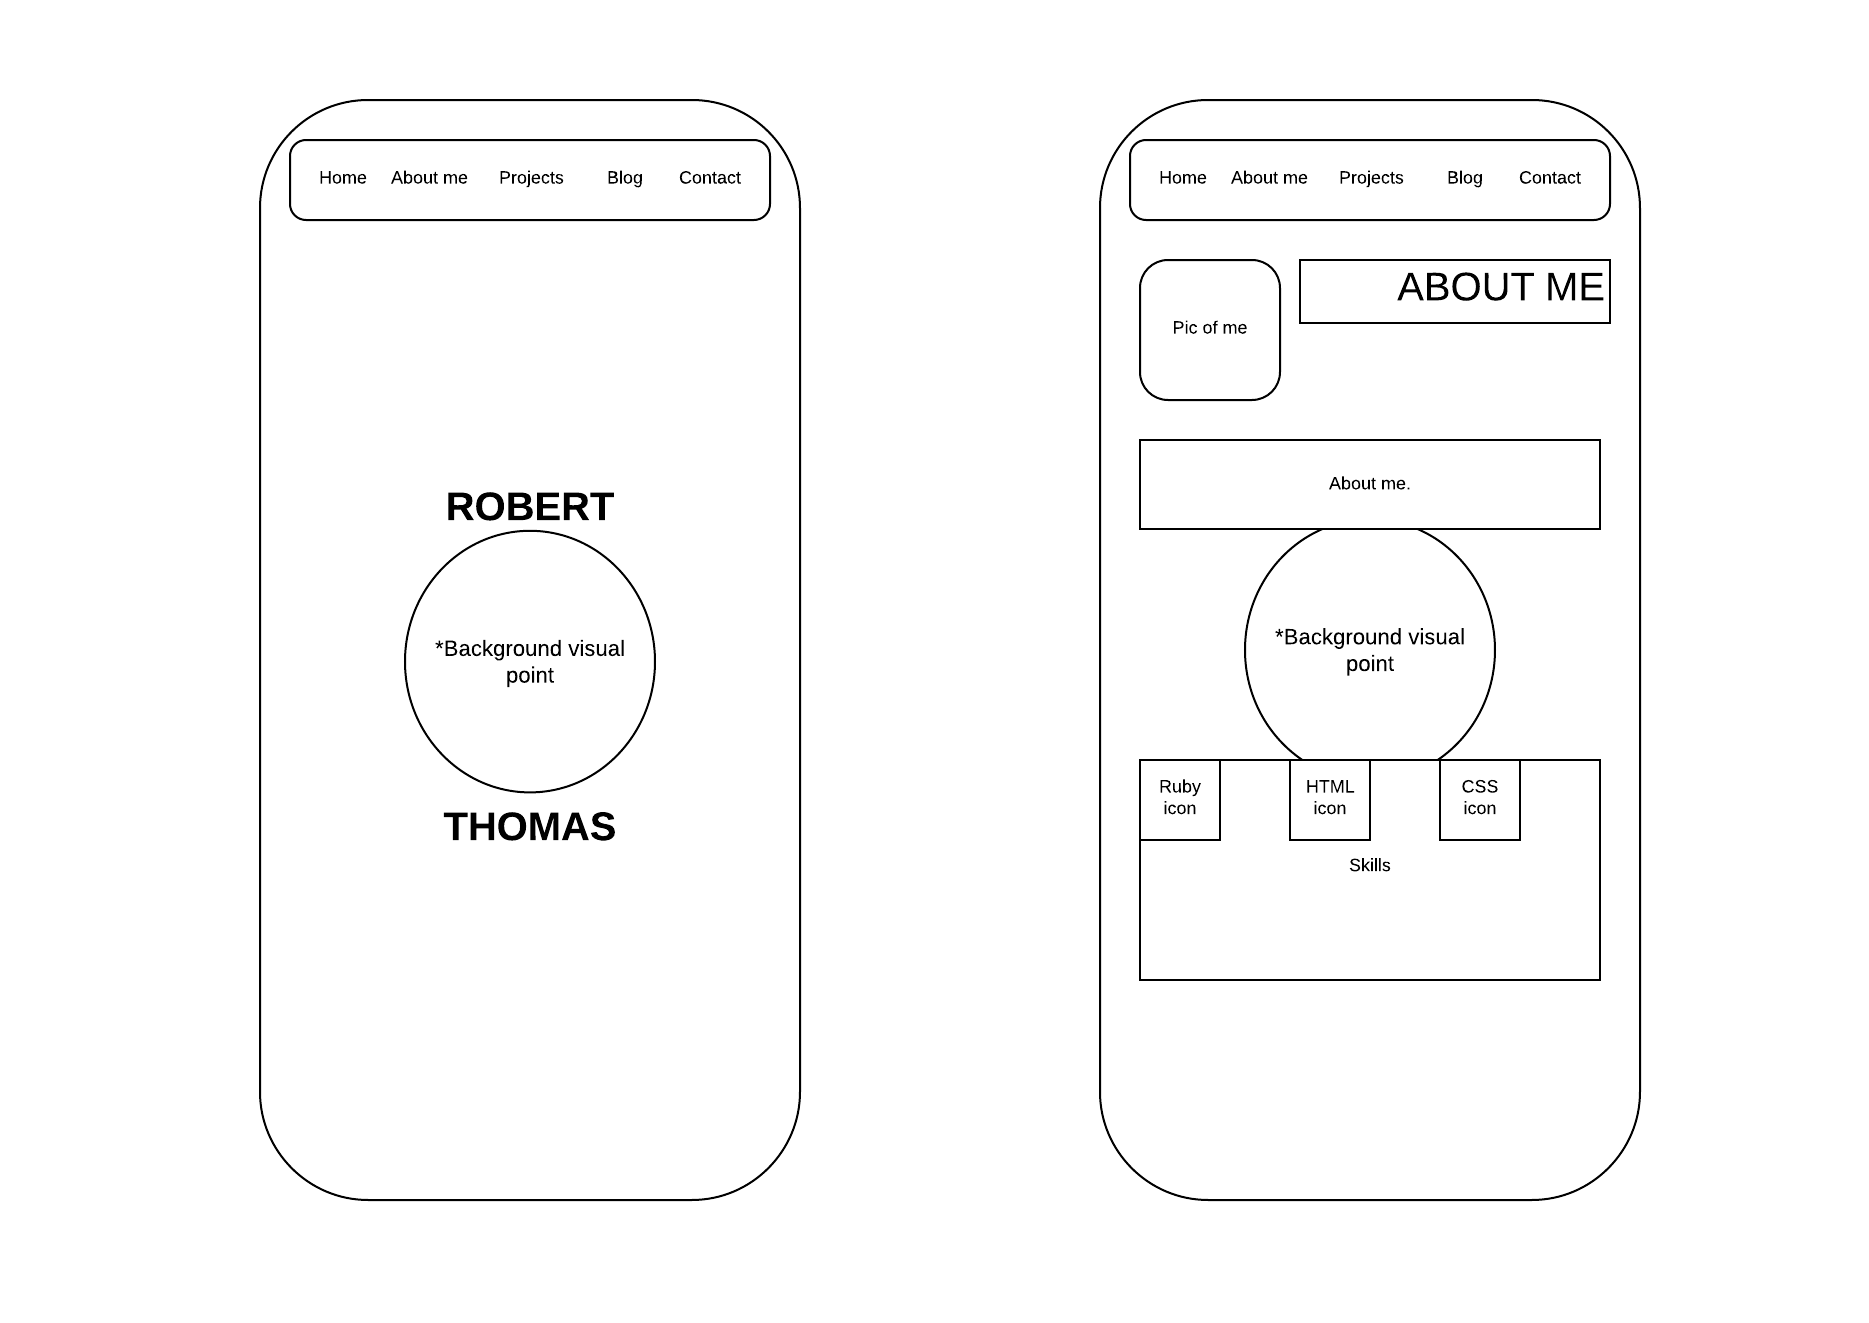 Home About me Projects Blog Contact
ROBERT
*Background visual
point
THOMAS
Home About me Projects Blog Contact
ABOUT ME
Pic of me
About me.
*Background visual
point
Ruby
icon
HTML
icon
CSS
icon
Skills